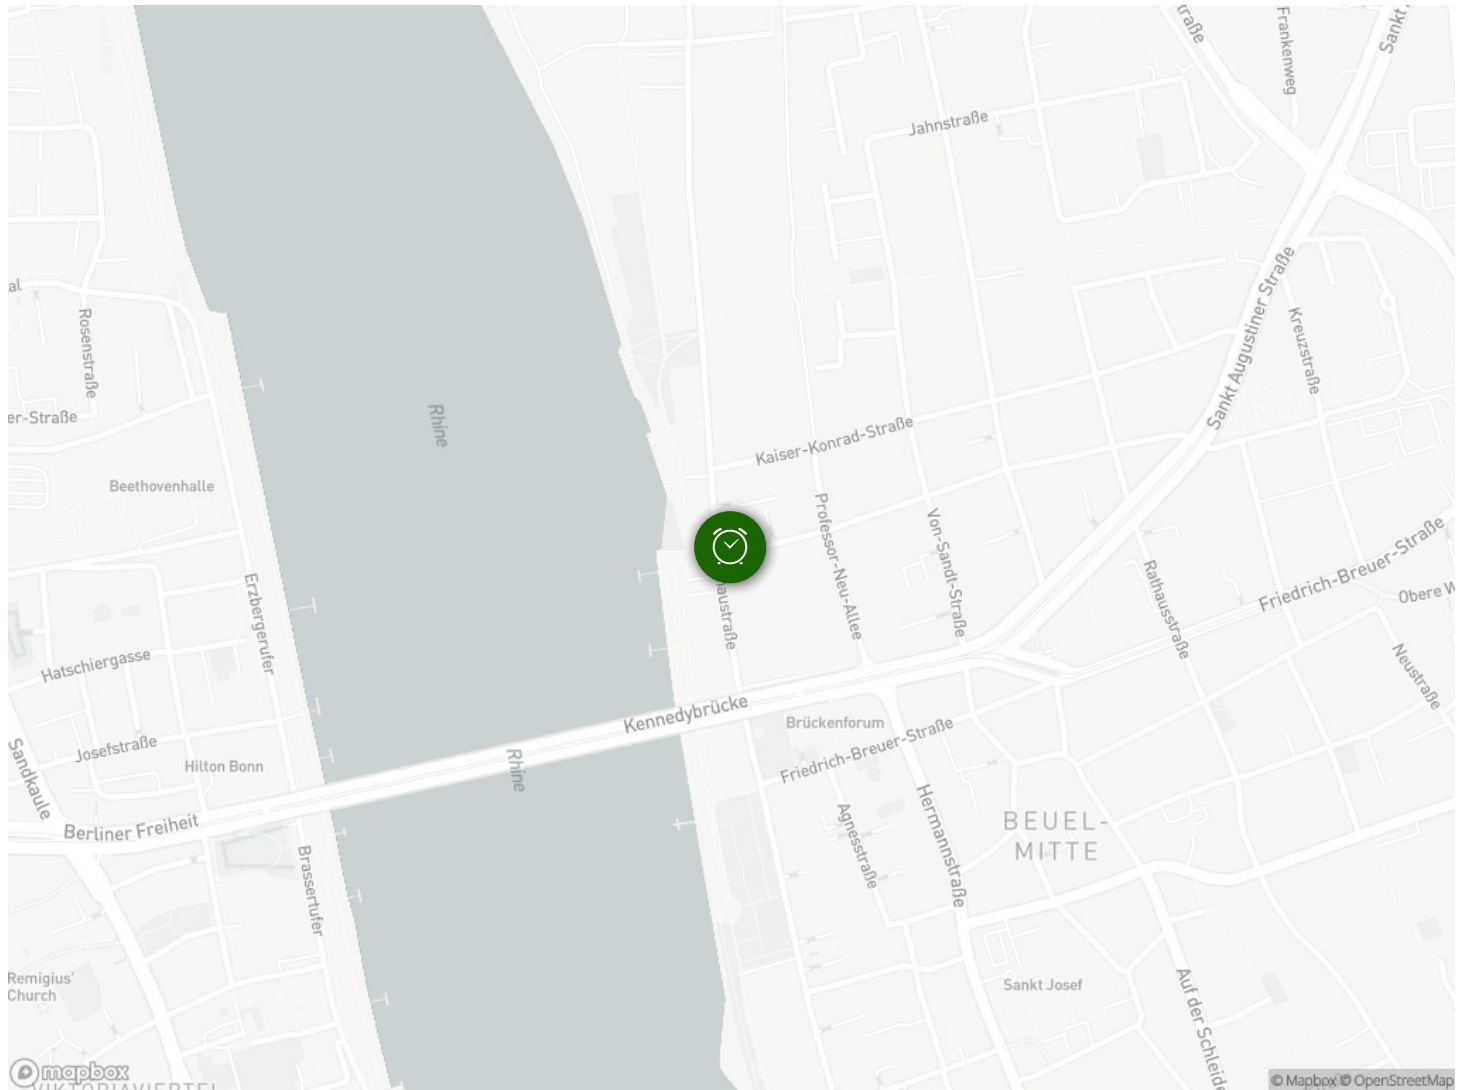 Frankenweg
Jahnstraße
Rosenstraße
Rhine
Sankt Augustiner Straße
Kreuzstraße
er-Straße
Kaiser-Konrad-Straße
Beethovenhalle
Professor-Neu-Allee
Von-Sandt-Straße
Friedrich-Breuer-Straße
Rathausstraße
Obere W
Erzbergerufer
Hatschiergasse
Neustraße
Kennedybrücke
Brückenforum
Friedrich-Breuer-Straße
Josefstraße
Hilton Bonn
Rhine
Sandkaule
Berliner Freiheit
Hermannstraße
Agnesstraße
BEUEL-
MITTE
Brassertufer
Remigius'
Church
Sankt Josef
Auf der Schleide
mapbox
© Mapbox © OpenStreetMap